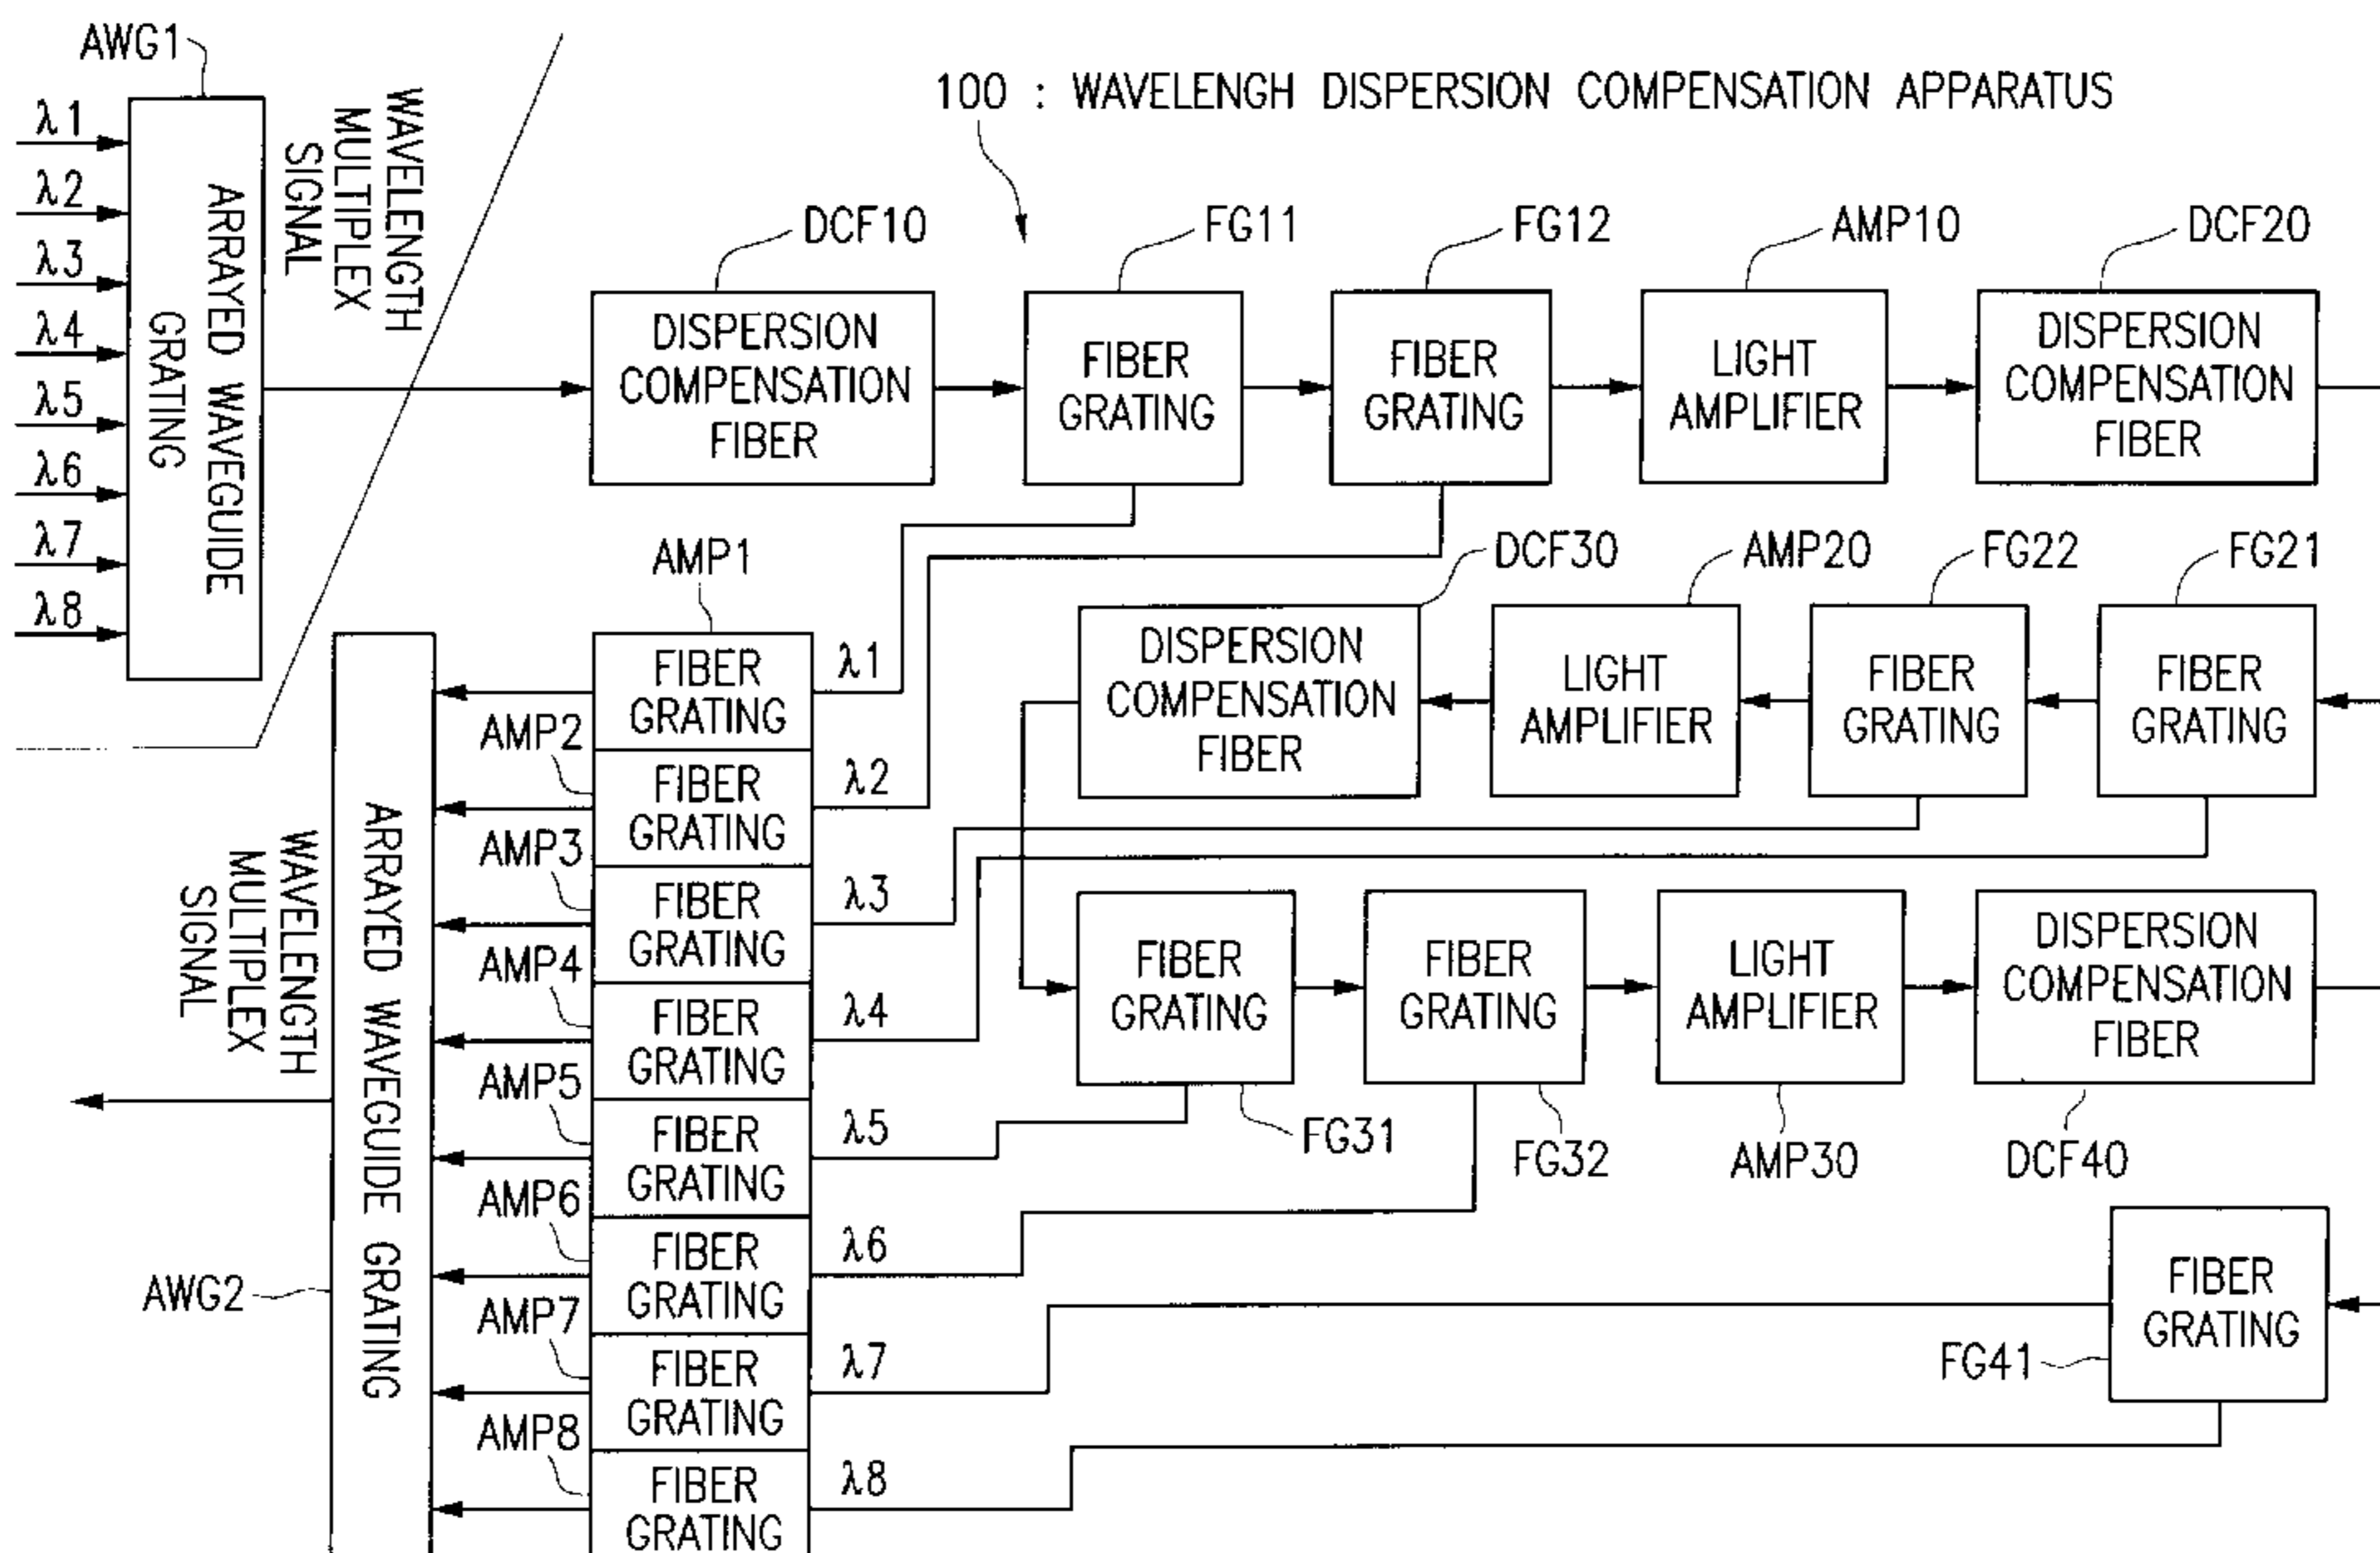 AWG1
λ1
λ2
λ3
λ4
λ5
λ6
λ7
λ8
ARRAYED WAVEGUIDE
GRATING
WAVELENGTH
MULTIPLEX
SIGNAL
100 : WAVELENGH DISPERSION COMPENSATION APPARATUS
DCF10
FG11
FG12
AMP10
DCF20
DISPERSION
COMPENSATION
FIBER
FIBER
GRATING
FIBER
GRATING
LIGHT
AMPLIFIER
DISPERSION
COMPENSATION
FIBER
DCF30
AMP20
FG22
FG21
DISPERSION
COMPENSATION
FIBER
LIGHT
AMPLIFIER
FIBER
GRATING
FIBER
GRATING
FIBER
GRATING
FIBER
GRATING
LIGHT
AMPLIFIER
DISPERSION
COMPENSATION
FIBER
FG31
FG32
AMP30
DCF40
FIBER
GRATING
FG41
AMP1
FIBER
GRATING
λ1
AMP2
FIBER
GRATING
λ2
AMP3
FIBER
GRATING
λ3
AMP4
FIBER
GRATING
λ4
AMP5
FIBER
GRATING
λ5
AMP6
FIBER
GRATING
λ6
AMP7
FIBER
GRATING
λ7
AMP8
FIBER
GRATING
λ8
ARRAYED WAVEGUIDE GRATING
WAVELENGTH
MULTIPLEX
SIGNAL
AWG2